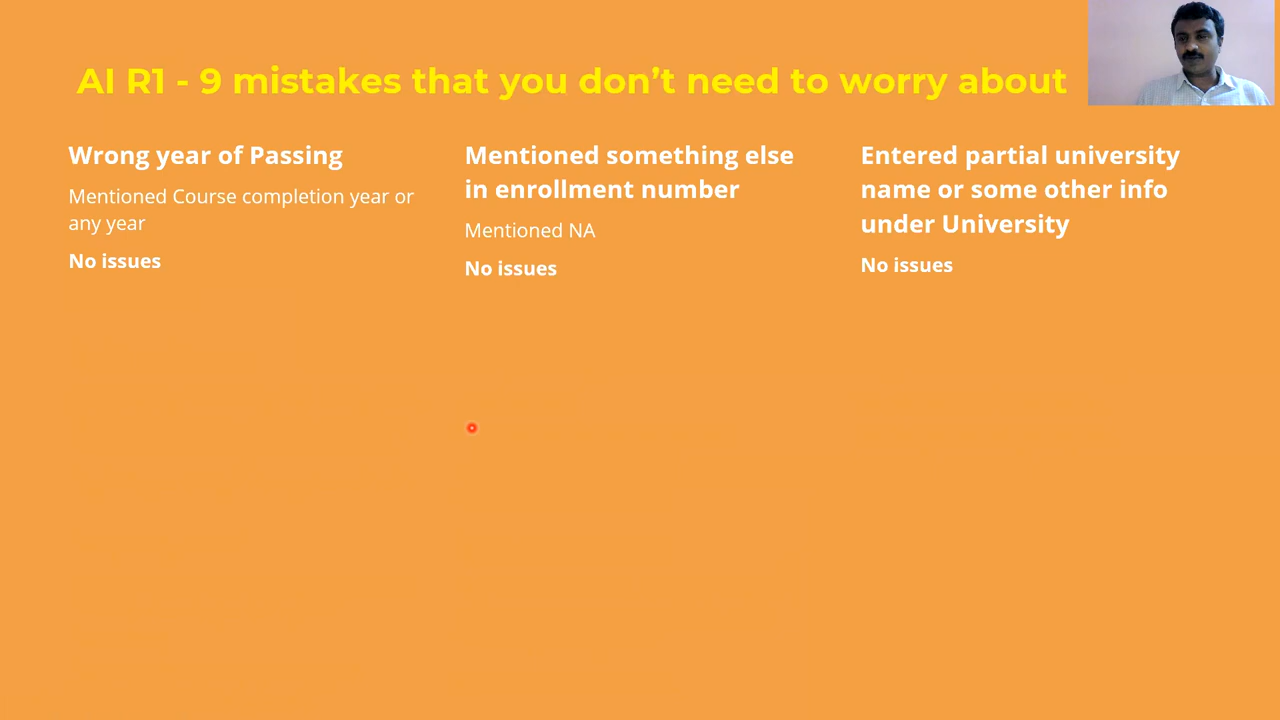 AI R1 - 9 mistakes that you don’t need to worry about
Wrong year of Passing
Mentioned Course completion year or
any year
No issues
Mentioned something else
in enrollment number
Mentioned NA
No issues
Entered partial university
name or some other info
under University
No issues